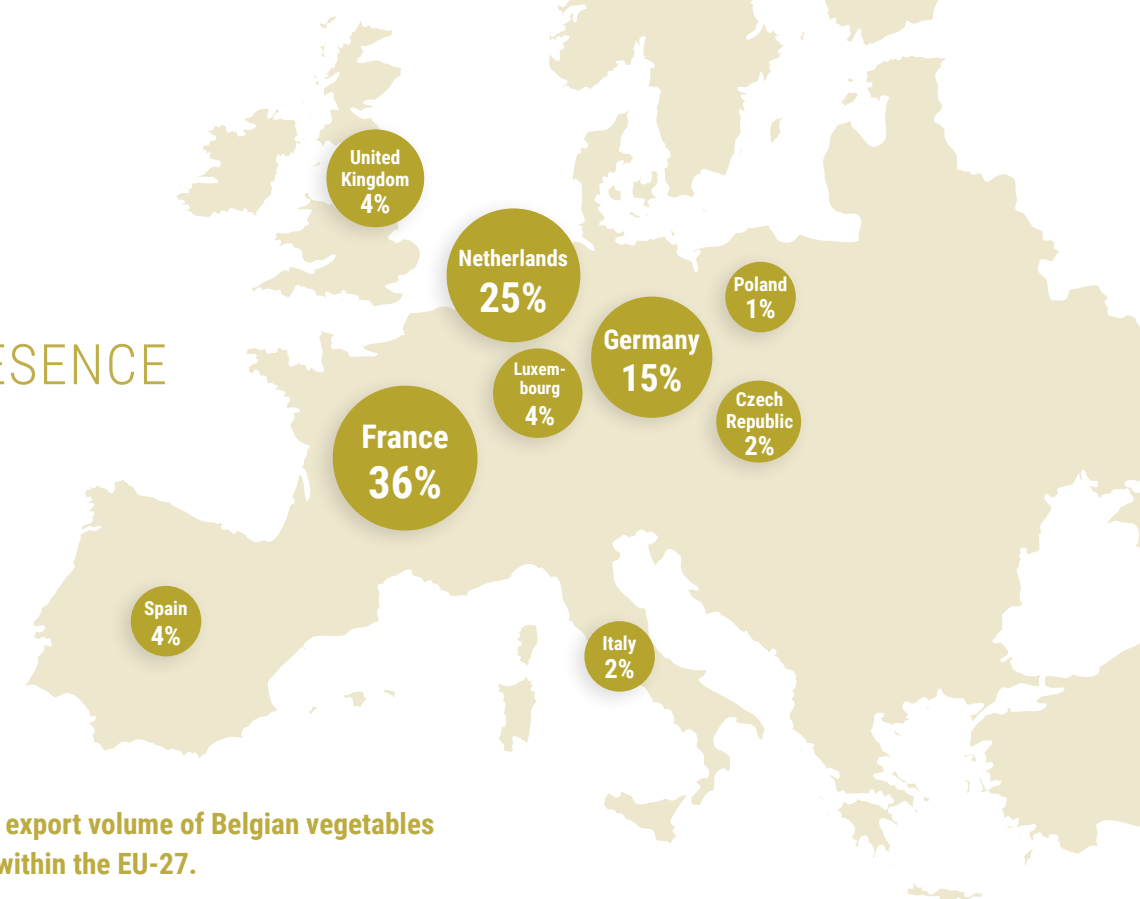 United
Kingdom
4%
Netherlands
25%
Poland
1%
Germany
15%
ESENCE
Luxem-
bourg
4%
Czech
Republic
2%
France
36%
Spain
4%
Italy
2%
export volume of Belgian vegetables
within the EU-27.